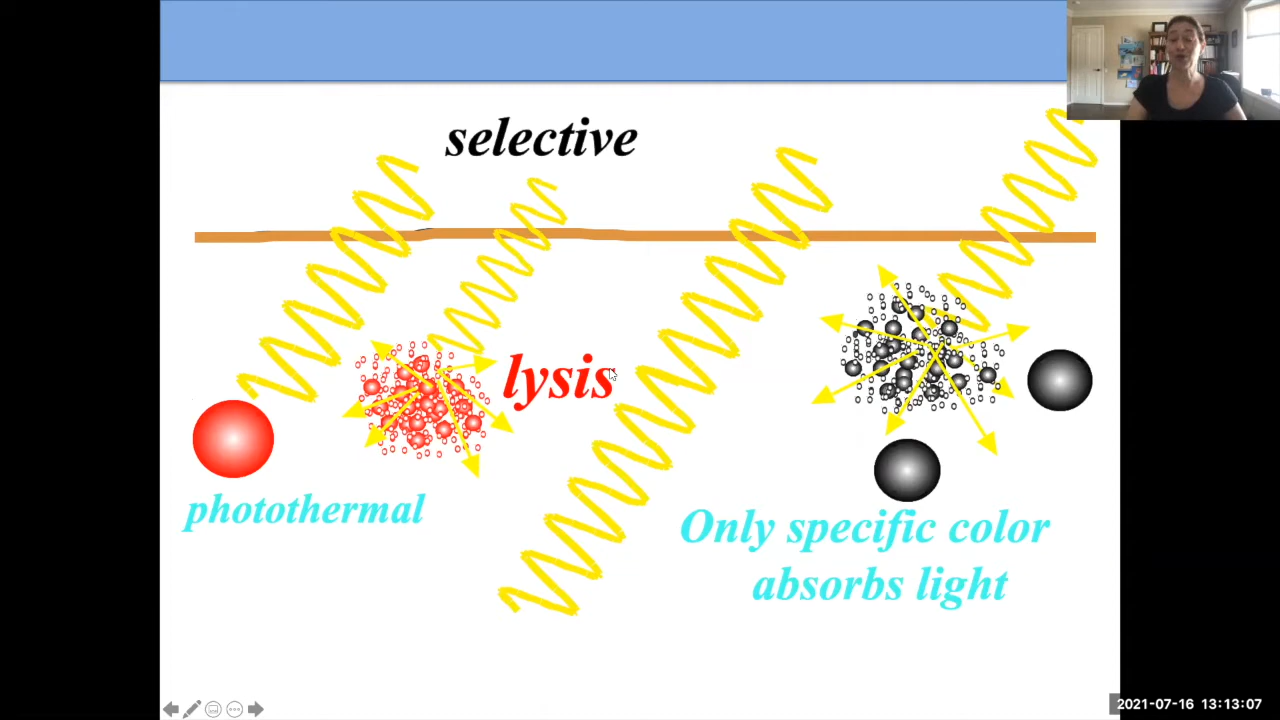 selective
lysis
photothermal
Only specific color
absorbs light
2021-07-16 13:13:07